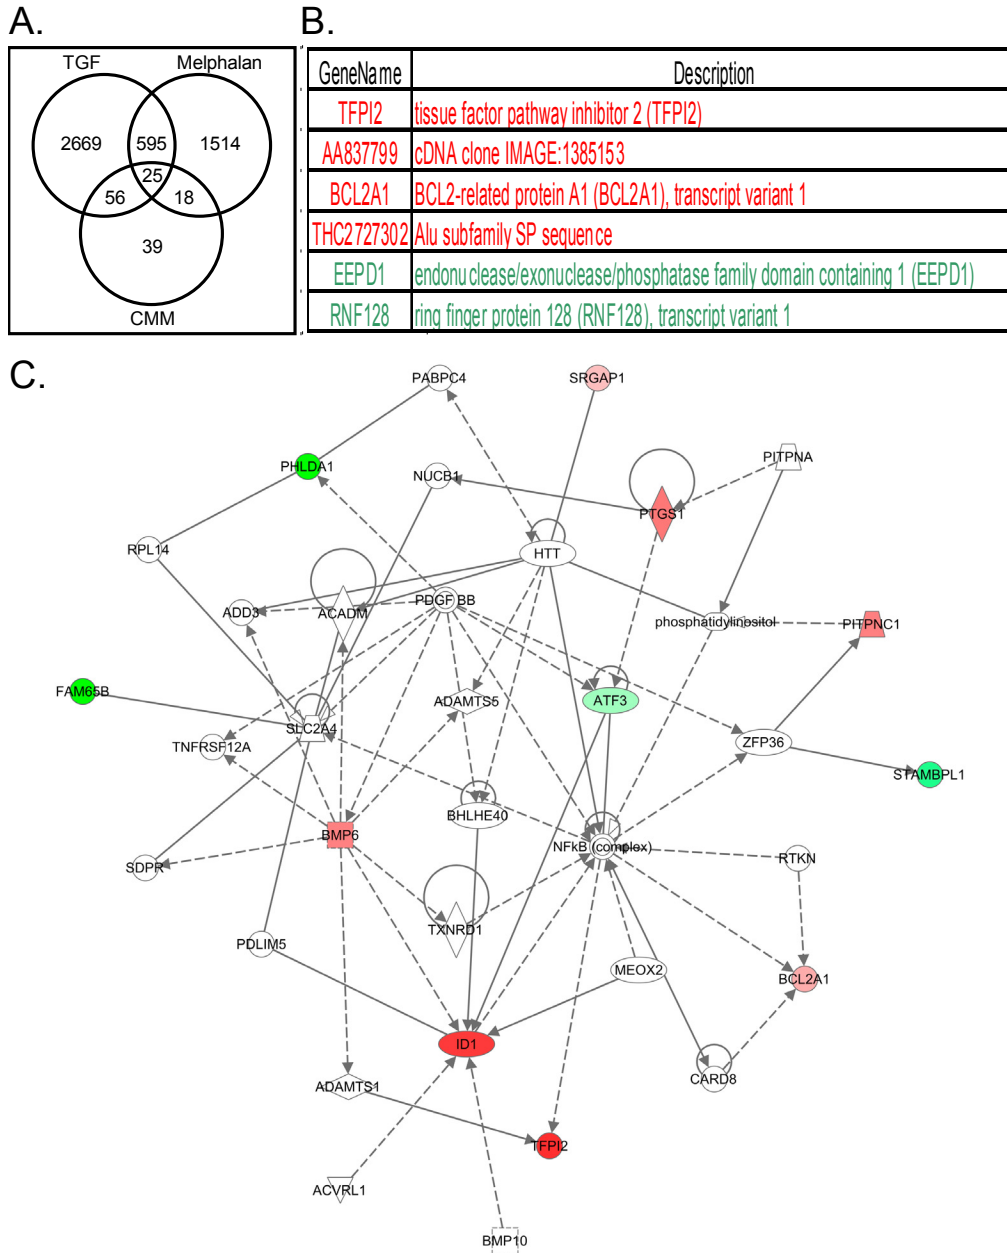 A.
B.
TGF
Melphalan
2669
595
1514
25
56
18
39
CMM
GeneName Description
TFPI2 tissue factor pathway inhibitor 2 (TFPI2)
AA837799 cDNA clone IMAGE:1385153
BCL2A1 BCL2-related protein A1 (BCL2A1), transcript variant 1
THC2727302 Alu subfamily SP sequence
EEPD1 endonuclease/exonuclease/phosphatase family domain containing 1 (EEPD1)
RNF128 ring finger protein 128 (RNF128), transcript variant 1
C.
PABPC4
SRGAP1
PHLDA1
NUCB1
PITPNA
PTGS1
RPL14
HTT
ADD3
ACADM
PDGF BB
phosphatidylinositol
PITPNC1
FAM65B
ADAMTS5
ATF3
SLC2A4
TNFRSF12A
ZFP36
STAMBPL1
BHLHE40
BMP6
NFkB (complex)
SDPR
RTKN
TXNRD1
PDLIM5
MEOX2
BCL2A1
ID1
CARD8
ADAMTS1
TFPI2
ACVRL1
BMP10